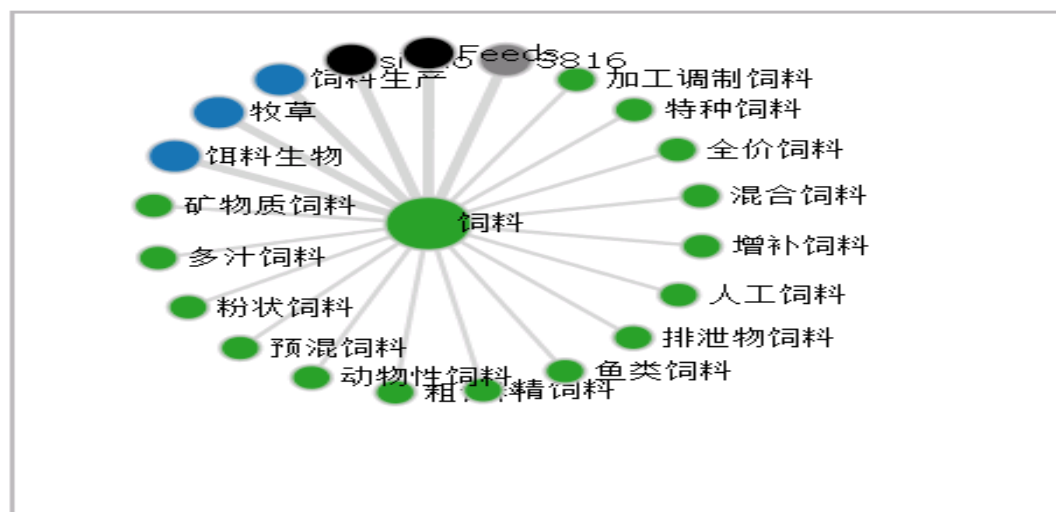 Feeds
S816
饲料生产
加工调制饲料
牧草
特种饲料
全价饲料
饵料生物
混合饲料
矿物质饲料
饲料
增补饲料
多汁饲料
人工饲料
粉状饲料
排泄物饲料
预混饲料
鱼类饲料
动物性饲料
精饲料